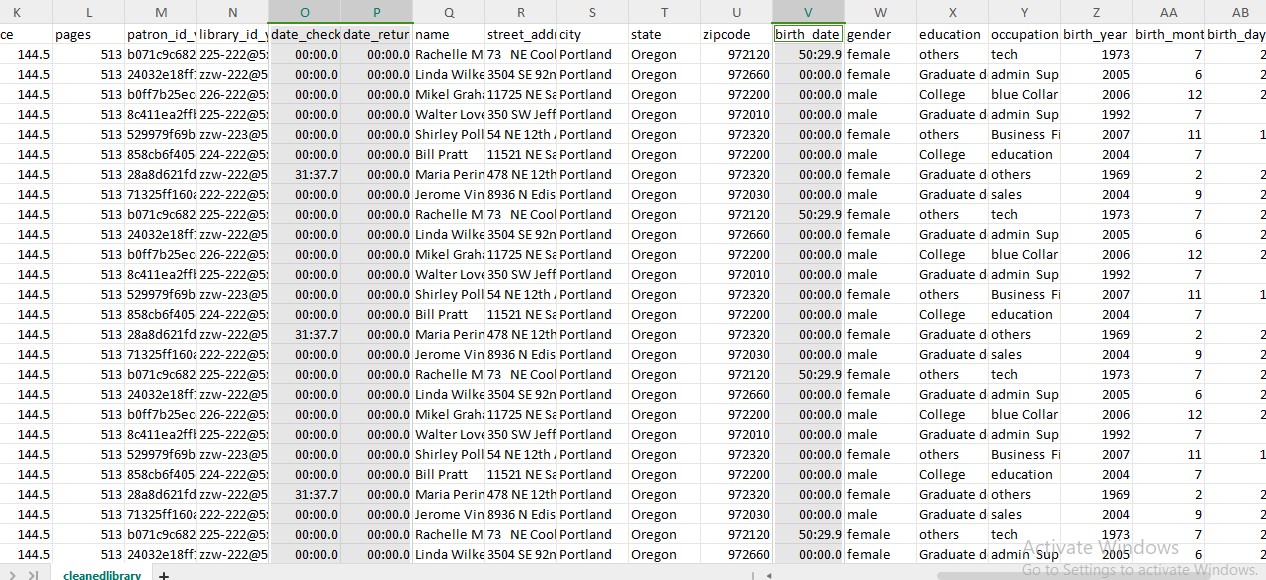 K L M N O P Q R S T U V W X Y Z AA AB
ce pages patron_id_ library_id_ date_check date_retur name street_addr city state zipcode birth_date gender education occupation birth_year birth_mont birth_day
144.5 513 b071c9c682 225-222@5 00:00.0 00:00.0 Rachelle M 73 NE Cool Portland Oregon 972120 50:29.9 female others tech 1973 7 2
144.5 513 24032e18ff 222-222@5 00:00.0 00:00.0 Linda Wilke 3504 SE 92n Portland Oregon 972660 00:00.0 female Graduate d admin Sup 2005 6 2
144.5 513 b0ff7b25ec 226-222@5 00:00.0 00:00.0 Mikel Grah 11725 NE Sa Portland Oregon 972200 00:00.0 male College blue Collar 2006 12 2
144.5 513 8c411ea2ff 225-222@5 00:00.0 00:00.0 Walter Love 350 SW Jeff Portland Oregon 972010 00:00.0 male Graduate d admin Sup 1992 7
144.5 513 529979f69b zzw-223@5 00:00.0 00:00.0 Shirley Poll 54 NE 12th Portland Oregon 972320 00:00.0 female others Business Fi 2007 11 1
144.5 513 858cb6f405 224-222@5 00:00.0 00:00.0 Bill Pratt 11521 NE Sa Portland Oregon 972200 00:00.0 male College education 2004 7
144.5 513 28a8d621fd zzw-222@5 31:37.7 00:00.0 Maria Perin 478 NE 12th Portland Oregon 972320 00:00.0 female Graduate d others 1969 2 2
144.5 513 71325ff160 222-222@5 00:00.0 00:00.0 Jerome Vin 8936 N Edis Portland Oregon 972030 00:00.0 male Graduate d sales 2004 9 2
144.5 513 b071c9c682 225-222@5 00:00.0 00:00.0 Rachelle M 73 NE Cool Portland Oregon 972120 50:29.9 female others tech 1973 7 2
144.5 513 24032e18ff 222-222@5 00:00.0 00:00.0 Linda Wilke 3504 SE 92n Portland Oregon 972660 00:00.0 female Graduate d admin Sup 2005 6 2
144.5 513 b0ff7b25ec 226-222@5 00:00.0 00:00.0 Mikel Grah 11725 NE Sa Portland Oregon 972200 00:00.0 male College blue Collar 2006 12 2
144.5 513 8c411ea2ff 225-222@5 00:00.0 00:00.0 Walter Love 350 SW Jeff Portland Oregon 972010 00:00.0 male Graduate d admin Sup 1992 7
144.5 513 529979f69b zzw-223@5 00:00.0 00:00.0 Shirley Poll 54 NE 12th Portland Oregon 972320 00:00.0 female others Business Fi 2007 11 1
144.5 513 858cb6f405 224-222@5 00:00.0 00:00.0 Bill Pratt 11521 NE Sa Portland Oregon 972200 00:00.0 male College education 2004 7
144.5 513 28a8d621fd zzw-222@5 31:37.7 00:00.0 Maria Perin 478 NE 12th Portland Oregon 972320 00:00.0 female Graduate d others 1969 2 2
144.5 513 71325ff160 222-222@5 00:00.0 00:00.0 Jerome Vin 8936 N Edis Portland Oregon 972030 00:00.0 male Graduate d sales 2004 9 2
144.5 513 b071c9c682 225-222@5 00:00.0 00:00.0 Rachelle M 73 NE Cool Portland Oregon 972120 50:29.9 female others tech 1973 7 2
144.5 513 24032e18ff 222-222@5 00:00.0 00:00.0 Linda Wilke 3504 SE 92n Portland Oregon 972660 00:00.0 female Graduate d admin Sup 2005 6 2
144.5 513 b0ff7b25ec 226-222@5 00:00.0 00:00.0 Mikel Grah 11725 NE Sa Portland Oregon 972200 00:00.0 male College blue Collar 2006 12 2
144.5 513 8c411ea2ff 225-222@5 00:00.0 00:00.0 Walter Love 350 SW Jeff Portland Oregon 972010 00:00.0 male Graduate d admin Sup 1992 7
144.5 513 529979f69b zzw-223@5 00:00.0 00:00.0 Shirley Poll 54 NE 12th Portland Oregon 972320 00:00.0 female others Business Fi 2007 11 1
144.5 513 858cb6f405 224-222@5 00:00.0 00:00.0 Bill Pratt 11521 NE Sa Portland Oregon 972200 00:00.0 male College education 2004 7
144.5 513 28a8d621fd zzw-222@5 31:37.7 00:00.0 Maria Perin 478 NE 12th Portland Oregon 972320 00:00.0 female Graduate d others 1969 2 2
144.5 513 71325ff160 222-222@5 00:00.0 00:00.0 Jerome Vin 8936 N Edis Portland Oregon 972030 00:00.0 male Graduate d sales 2004 9 2
144.5 513 b071c9c682 225-222@5 00:00.0 00:00.0 Rachelle M 73 NE Cool Portland Oregon 972120 50:29.9 female others tech 1973 7 2
144.5 513 24032e18ff 222-222@5 00:00.0 00:00.0 Linda Wilke 3504 SE 92n Portland Oregon 972660 00:00.0 female Graduate d admin Sup 2005 6 2
Activate Windows
Go to Settings to activate Windows.
cleanedlibrary